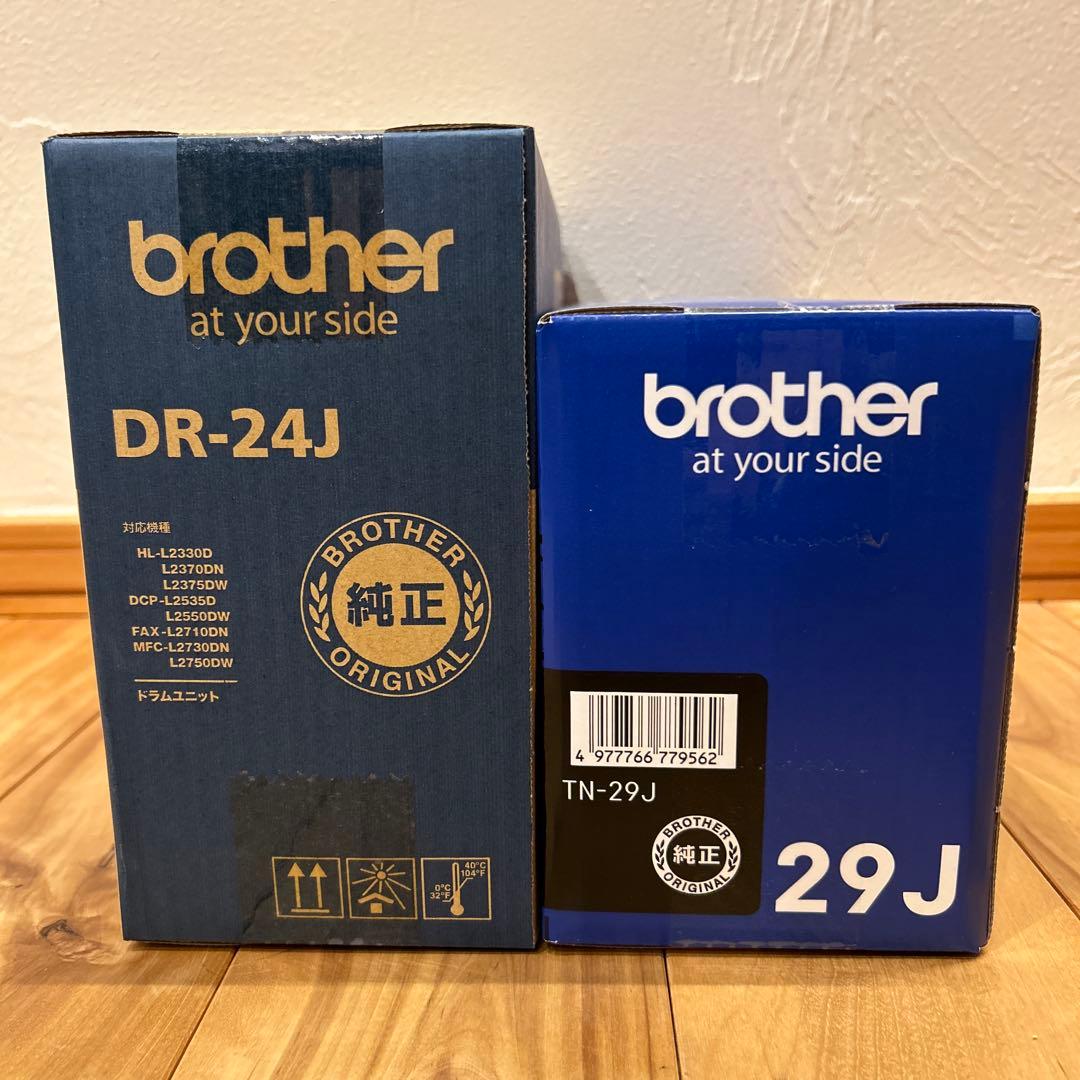 brother
at your side
DR-24J
対応機種
HL-L2330D
L2370DN
L2375DW
DCP-L2535D
L2550DW
FAX-L2710DN
MFC-L2730DN
L2750DW
ドラムユニット
BROTHER
純正
ORIGINAL
40°C
104°F
0°C
32°F
brother
at your side
4 977766 779562
TN-29J
BROTHER
純正
ORIGINAL
29J